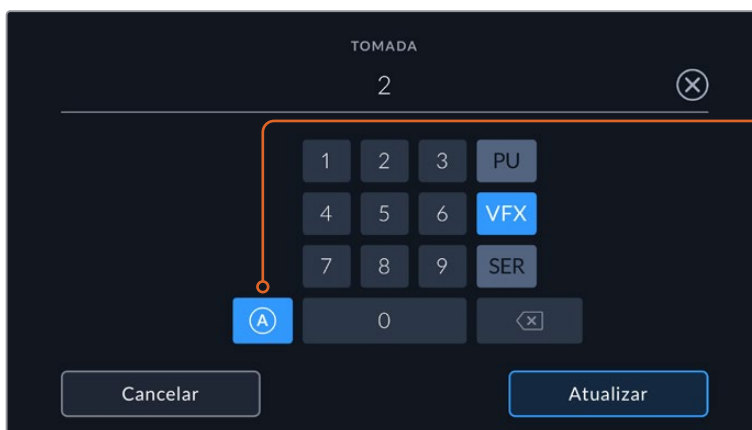 TOMADA
2
1 2 3 PU
4 5 6 VFX
7 8 9 SER
A 0
Cancelar Atualizar